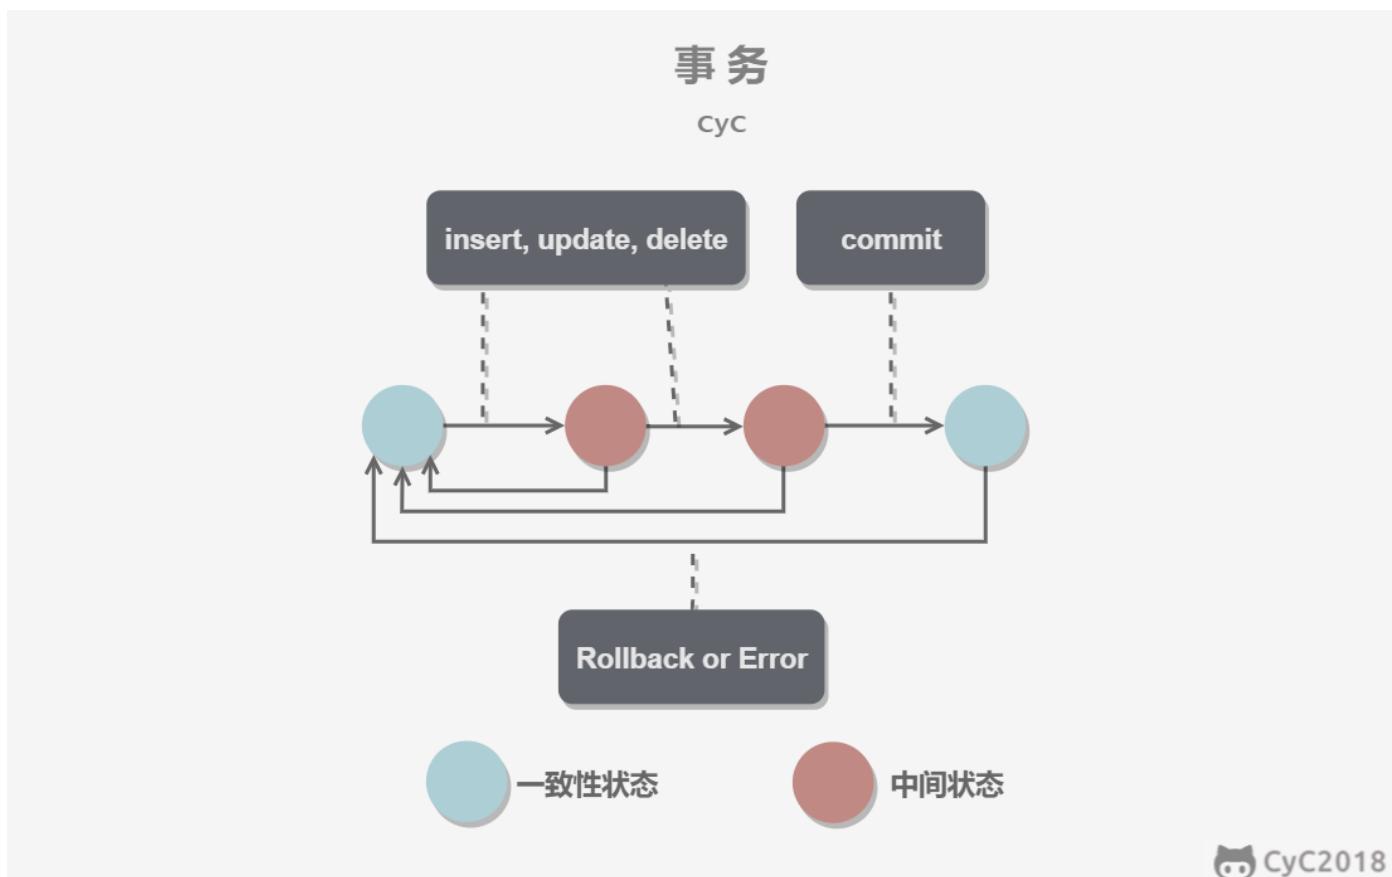 事务
CyC
insert, update, delete
commit
Rollback or Error
一致性状态
中间状态
CyC2018